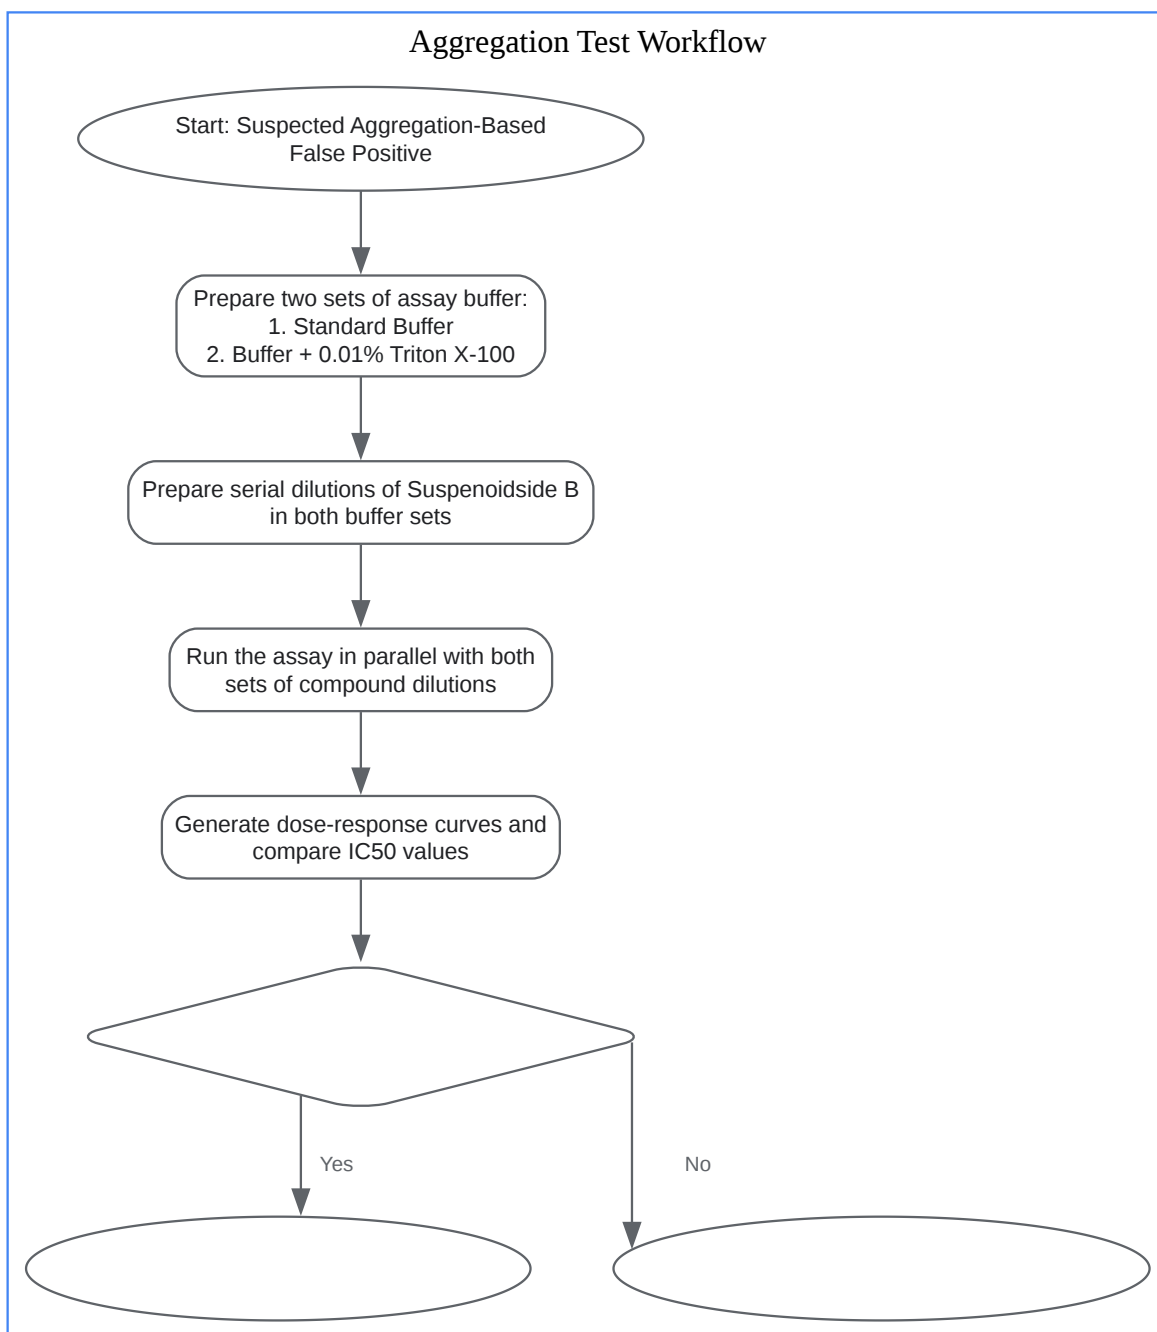 Aggregation Test Workflow
Start: Suspected Aggregation-Based
False Positive
Prepare two sets of assay buffer:
1. Standard Buffer
2. Buffer + 0.01% Triton X-100
Prepare serial dilutions of Suspenoidside B
in both buffer sets
Run the assay in parallel with both
sets of compound dilutions
Generate dose-response curves and
compare IC50 values
Yes
No